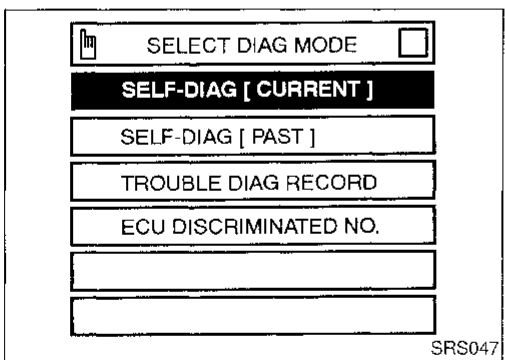 SELECT DIAG MODE
SELF-DIAG [ CURRENT ]
SELF-DIAG [ PAST ]
TROUBLE DIAG RECORD
ECU DISCRIMINATED NO.
SRS047